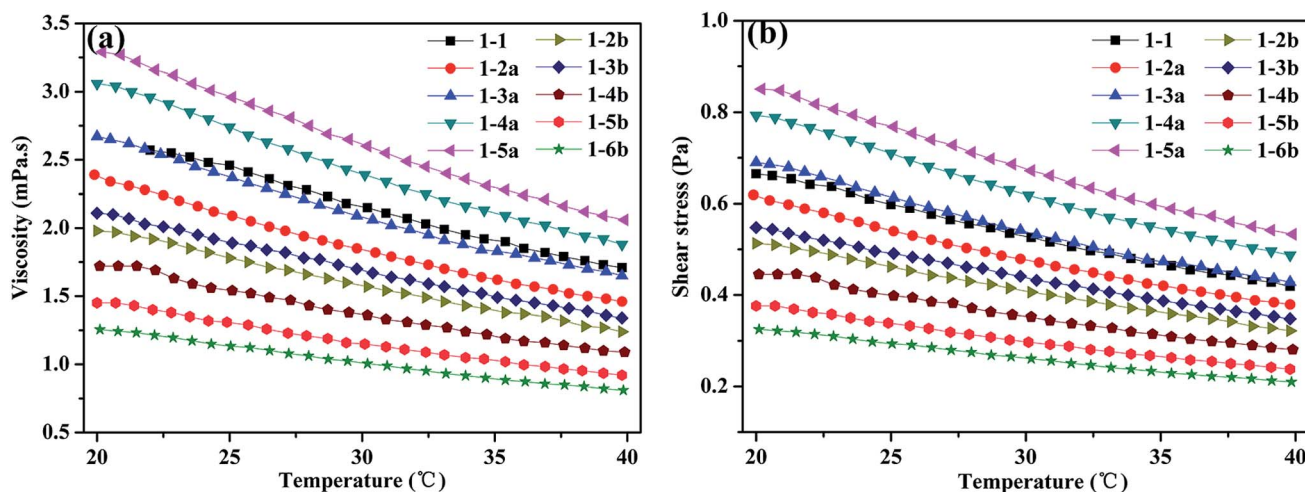 (a)
3.5
3.0
2.5
2.0
1.5
1.0
0.5
Viscosity (mPa.s)
1-1 1-2b
1-2a 1-3b
1-3a 1-4b
1-4a 1-5b
1-5a 1-6b
20 25 30 35 40
Temperature (℃)
(b)
1.0
0.8
0.6
0.4
0.2
Shear stress (Pa)
1-1 1-2b
1-2a 1-3b
1-3a 1-4b
1-4a 1-5b
1-5a 1-6b
20 25 30 35 40
Temperature (℃)